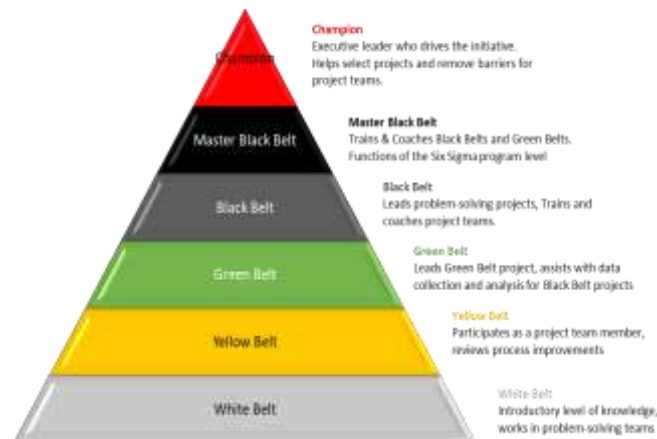 Champion
Champion
Executive leader who drives the initiative.
Helps select projects and remove barriers for
project teams.
Master Black Belt
Master Black Belt
Trains & Coaches Black Belts and Green Belts.
Functions of the Six Sigma program level
Black Belt
Black Belt
Leads problem-solving projects, Trains and
coaches project teams.
Green Belt
Green Belt
Leads Green Belt project, assists with data
collection and analysis for Black Belt projects
Yellow Belt
Yellow Belt
Participates as a project team member,
reviews process improvements
White Belt
White Belt
Introductory level of knowledge,
works in problem-solving teams